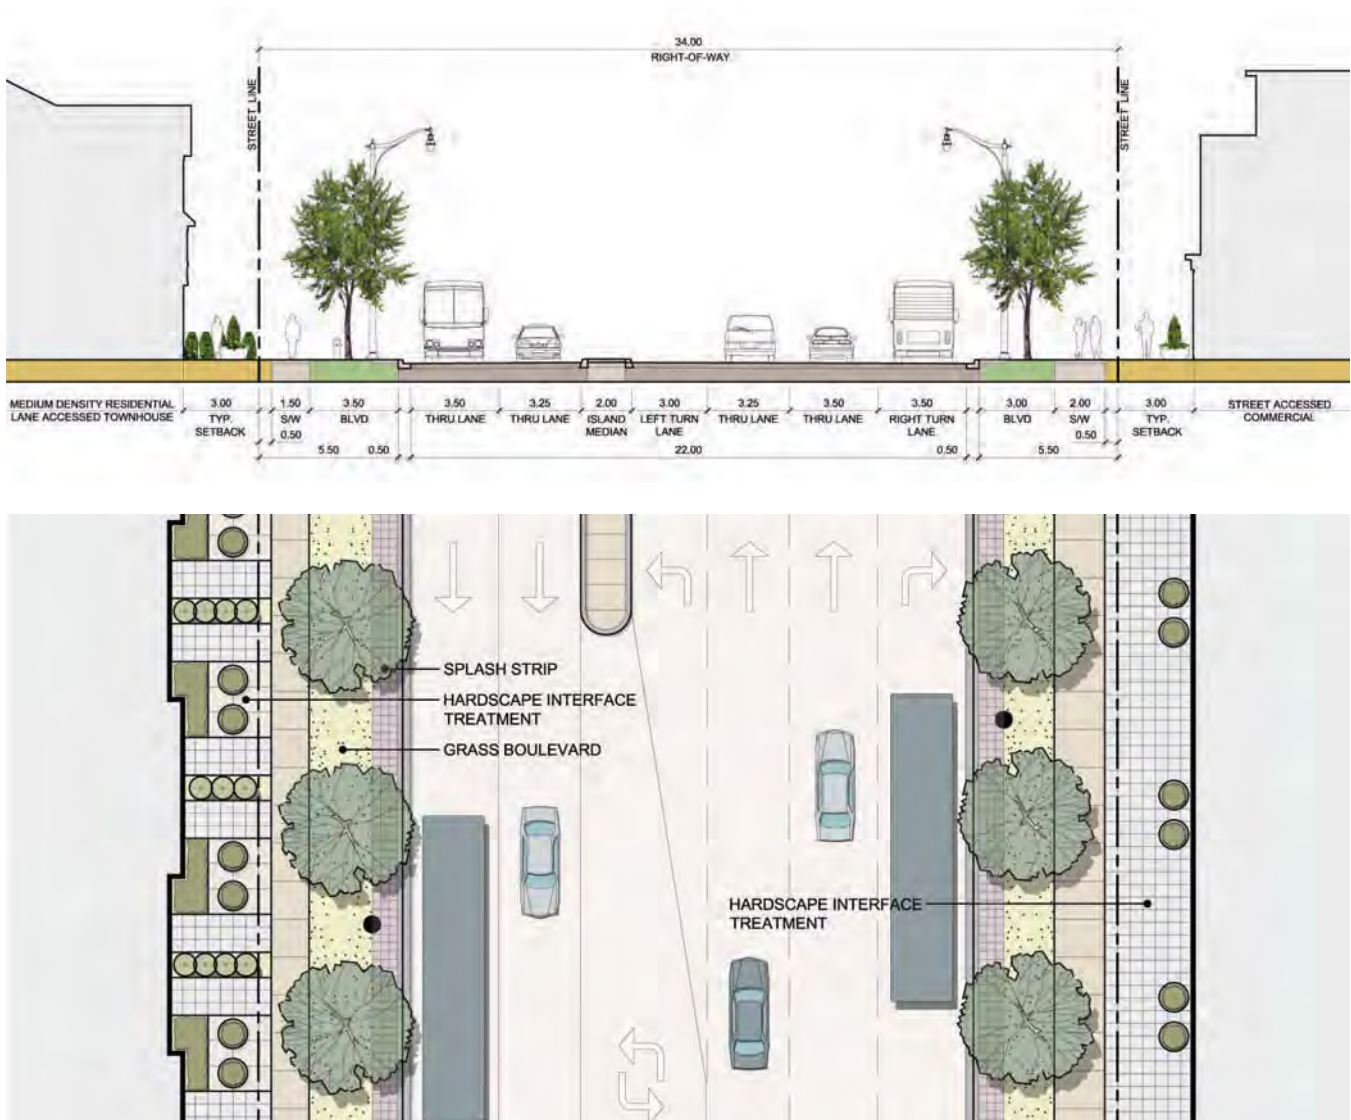 34.00
RIGHT-OF-WAY
STREET LINE
STREET LINE
MEDIUM DENSITY RESIDENTIAL
LANE ACCESSED TOWNHOUSE
3.00
TYP.
SETBACK
1.50
S/W
0.50
3.50
BLVD
5.50
0.50
3.50
THRU LANE
3.25
THRU LANE
2.00
ISLAND
MEDIAN
3.00
LEFT TURN
LANE
3.25
THRU LANE
3.50
THRU LANE
3.50
RIGHT TURN
LANE
22.00
0.50
3.00
BLVD
2.00
S/W
0.50
5.50
3.00
TYP.
SETBACK
STREET ACCESSED
COMMERCIAL
SPLASH STRIP
HARDSCAPE INTERFACE
TREATMENT
GRASS BOULEVARD
HARDSCAPE INTERFACE
TREATMENT